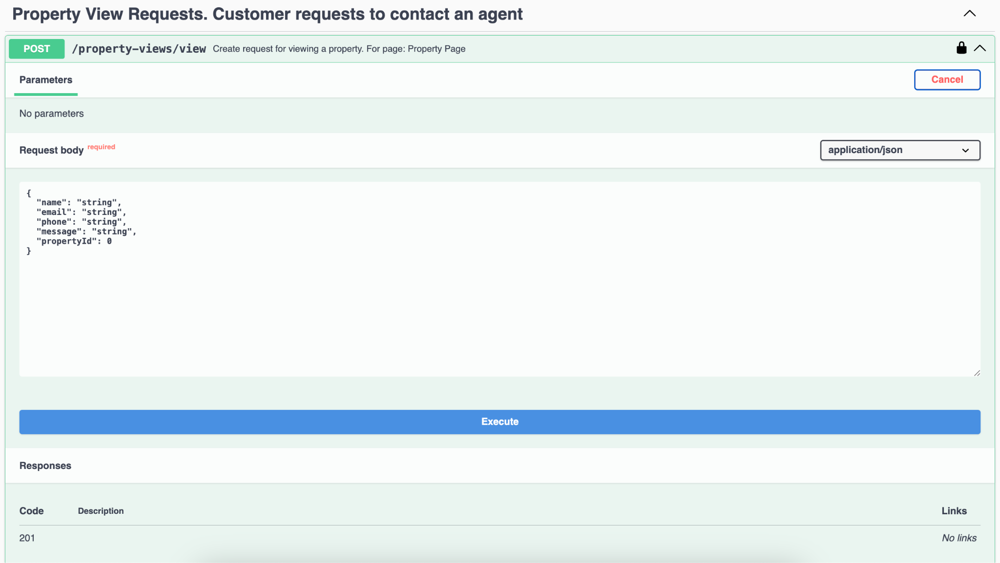 Property View Requests. Customer requests to contact an agent
POST /property-views/view Create request for viewing a property. For page: Property Page
Parameters
Cancel
No parameters
Request body required
application/json
{
  "name": "string",
  "email": "string",
  "phone": "string",
  "message": "string",
  "propertyId": 0
}
Execute
Responses
Code Description Links
201 No links